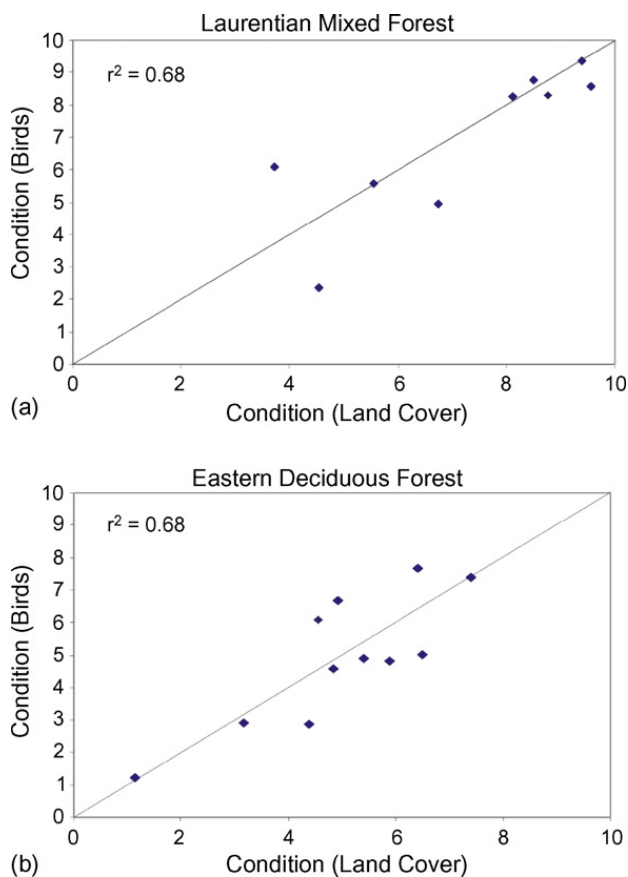 Laurentian Mixed Forest
r² = 0.68
Condition (Birds)
10
9
8
7
6
5
4
3
2
1
0
0 2 4 6 8 10
Condition (Land Cover)
(a)
Eastern Deciduous Forest
r² = 0.68
Condition (Birds)
10
9
8
7
6
5
4
3
2
1
0
0 2 4 6 8 10
Condition (Land Cover)
(b)